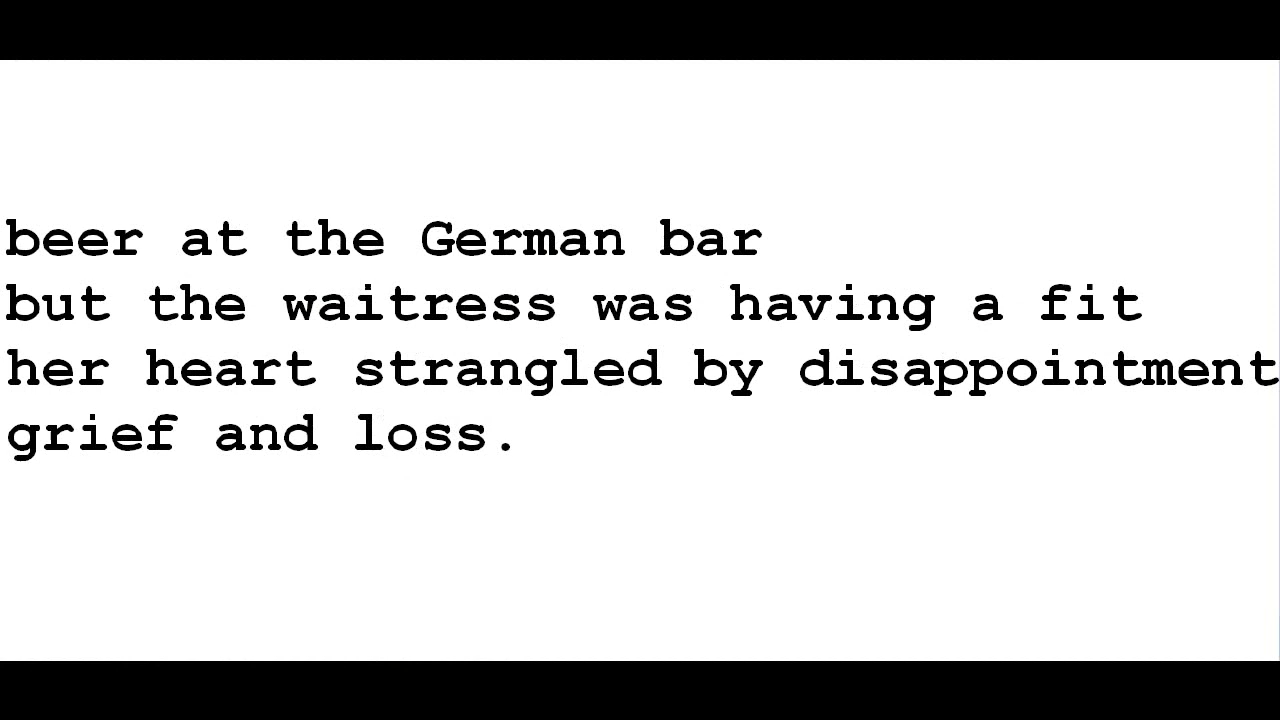 beer at the German bar
but the waitress was having a fit
her heart strangled by disappointment
grief and loss.